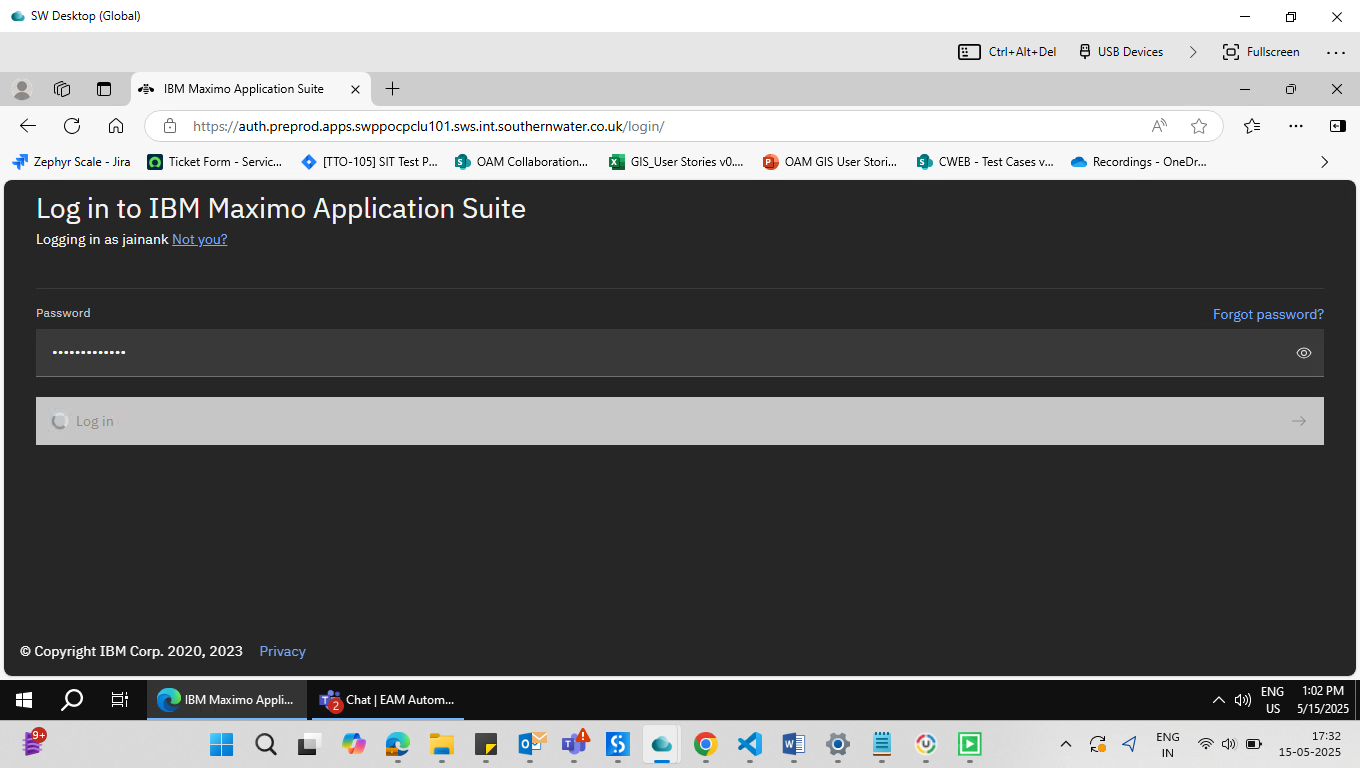 SW Desktop (Global)
Ctrl+Alt+Del
USB Devices
Fullscreen
IBM Maximo Application Suite
https://auth.preprod.apps.swppocpclu101.sws.int.southernwater.co.uk/login/
Zephyr Scale - Jira
Ticket Form - Servic...
[TTO-105] SIT Test P...
OAM Collaboration...
GIS_User Stories v0....
OAM GIS User Stori...
CWEB - Test Cases v...
Recordings - OneDr...
Log in to IBM Maximo Application Suite
Logging in as jainank Not you?
Password
Forgot password?
•••••••••••••
Log in
© Copyright IBM Corp. 2020, 2023 Privacy
IBM Maximo Appli...
2
Chat | EAM Autom...
ENG
US
1:02 PM
5/15/2025
9+
ENG
IN
17:32
15-05-2025